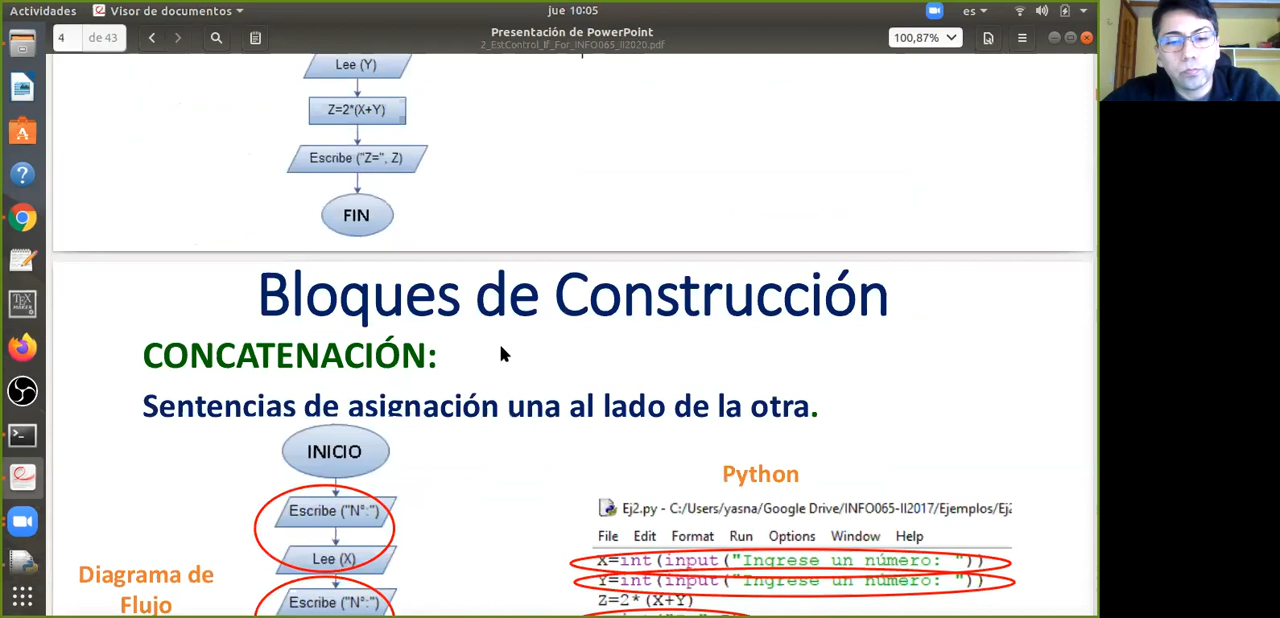 Actividades
Visor de documentos
jue 10:05
es
4
de 43
Presentación de PowerPoint
2_EstControl_If_For_INFO065_II2020.pdf
100,87%
Lee (Y)
Z=2*(X+Y)
Escribe ("Z=", Z)
FIN
Bloques de Construcción
CONCATENACIÓN:
Sentencias de asignación una al lado de la otra.
INICIO
Escribe ("N°:")
Lee (X)
Escribe ("N°:")
Diagrama de
Flujo
Python
Ej2.py - C:/Users/yasna/Google Drive/INFO065-II2017/Ejemplos/Ej2
File Edit Format Run Options Window Help
X=int(input("Ingrese un número: "))
Y=int(input("Ingrese un número: "))
Z=2*(X+Y)